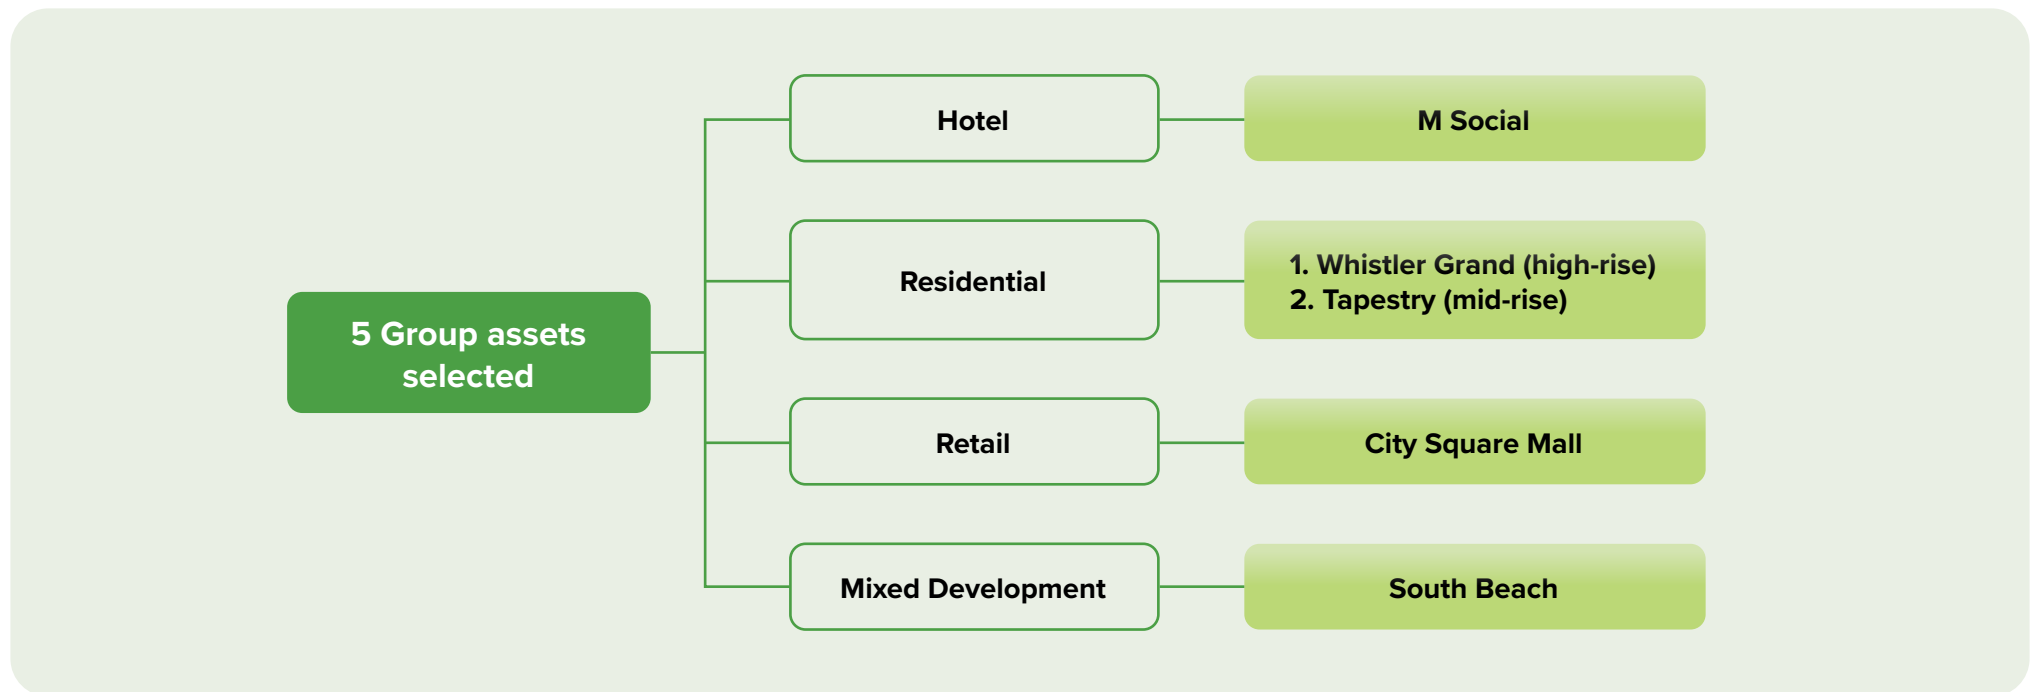 5 Group assets
selected
Hotel
M Social
Residential
1. Whistler Grand (high-rise)
2. Tapestry (mid-rise)
Retail
City Square Mall
Mixed Development
South Beach